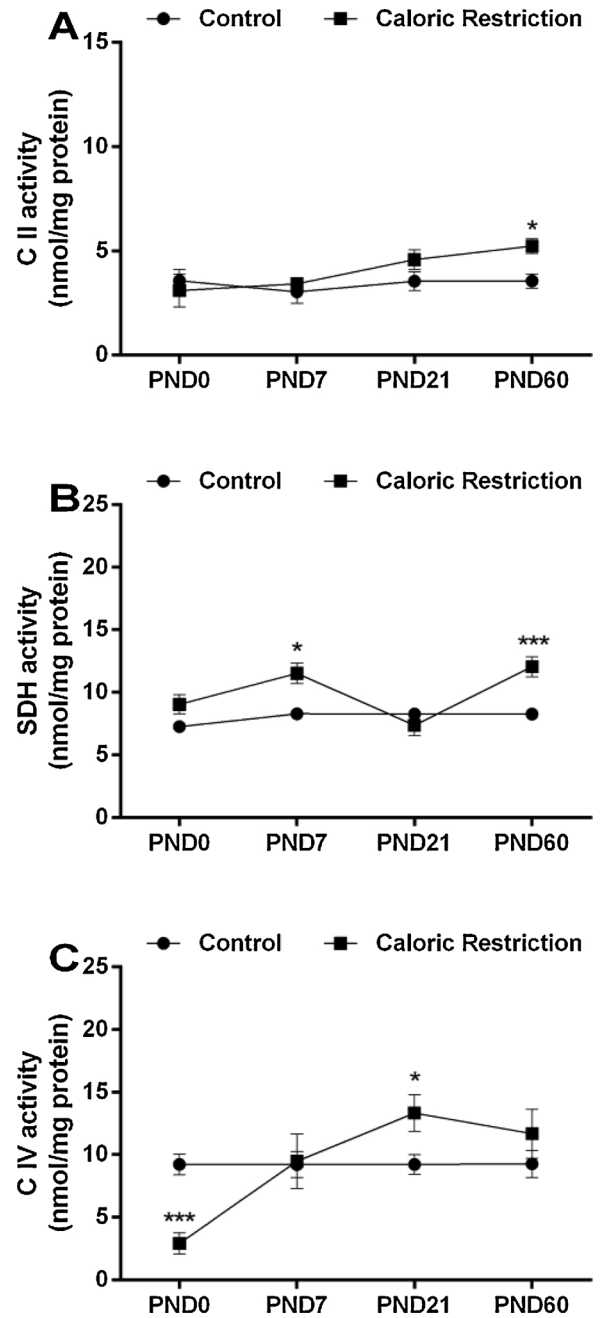 A
Control
Caloric Restriction
C II activity
(nmol/mg protein)
15
10
5
0
*
PND0
PND7
PND21
PND60
B
Control
Caloric Restriction
SDH activity
(nmol/mg protein)
25
20
15
10
5
0
*
***
PND0
PND7
PND21
PND60
C
Control
Caloric Restriction
C IV activity
(nmol/mg protein)
25
20
15
10
5
0
***
*
PND0
PND7
PND21
PND60